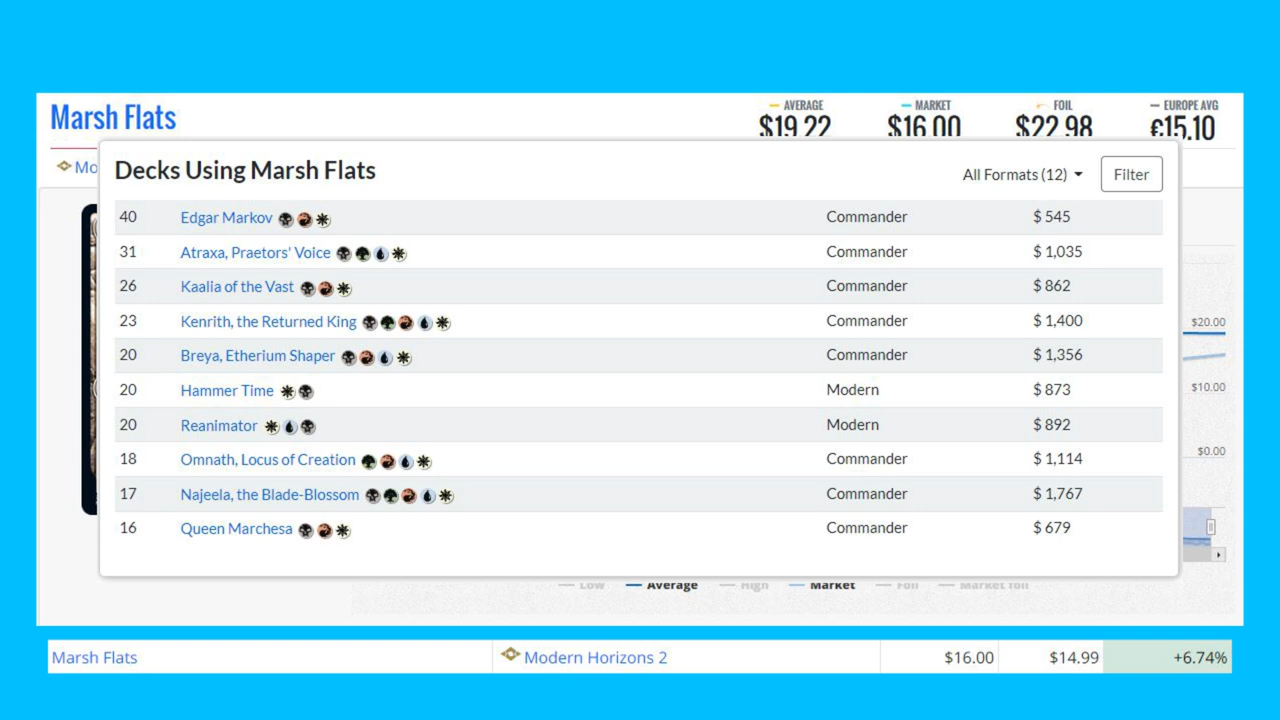 Marsh Flats
AVERAGE
$19.22
MARKET
$16.00
FOIL
$22.98
EUROPE AVG
€15.10
Mo
Decks Using Marsh Flats
All Formats (12)
Filter
40 Edgar Markov Commander $ 545
31 Atraxa, Praetors' Voice Commander $ 1,035
26 Kaalia of the Vast Commander $ 862
23 Kenrith, the Returned King Commander $ 1,400
20 Breya, Etherium Shaper Commander $ 1,356
20 Hammer Time Modern $ 873
20 Reanimator Modern $ 892
18 Omnath, Locus of Creation Commander $ 1,114
17 Najeela, the Blade-Blossom Commander $ 1,767
16 Queen Marchesa Commander $ 679
$20.00
$10.00
$0.00
Low Average High Market Foil Market foil
Marsh Flats Modern Horizons 2 $16.00 $14.99 +6.74%